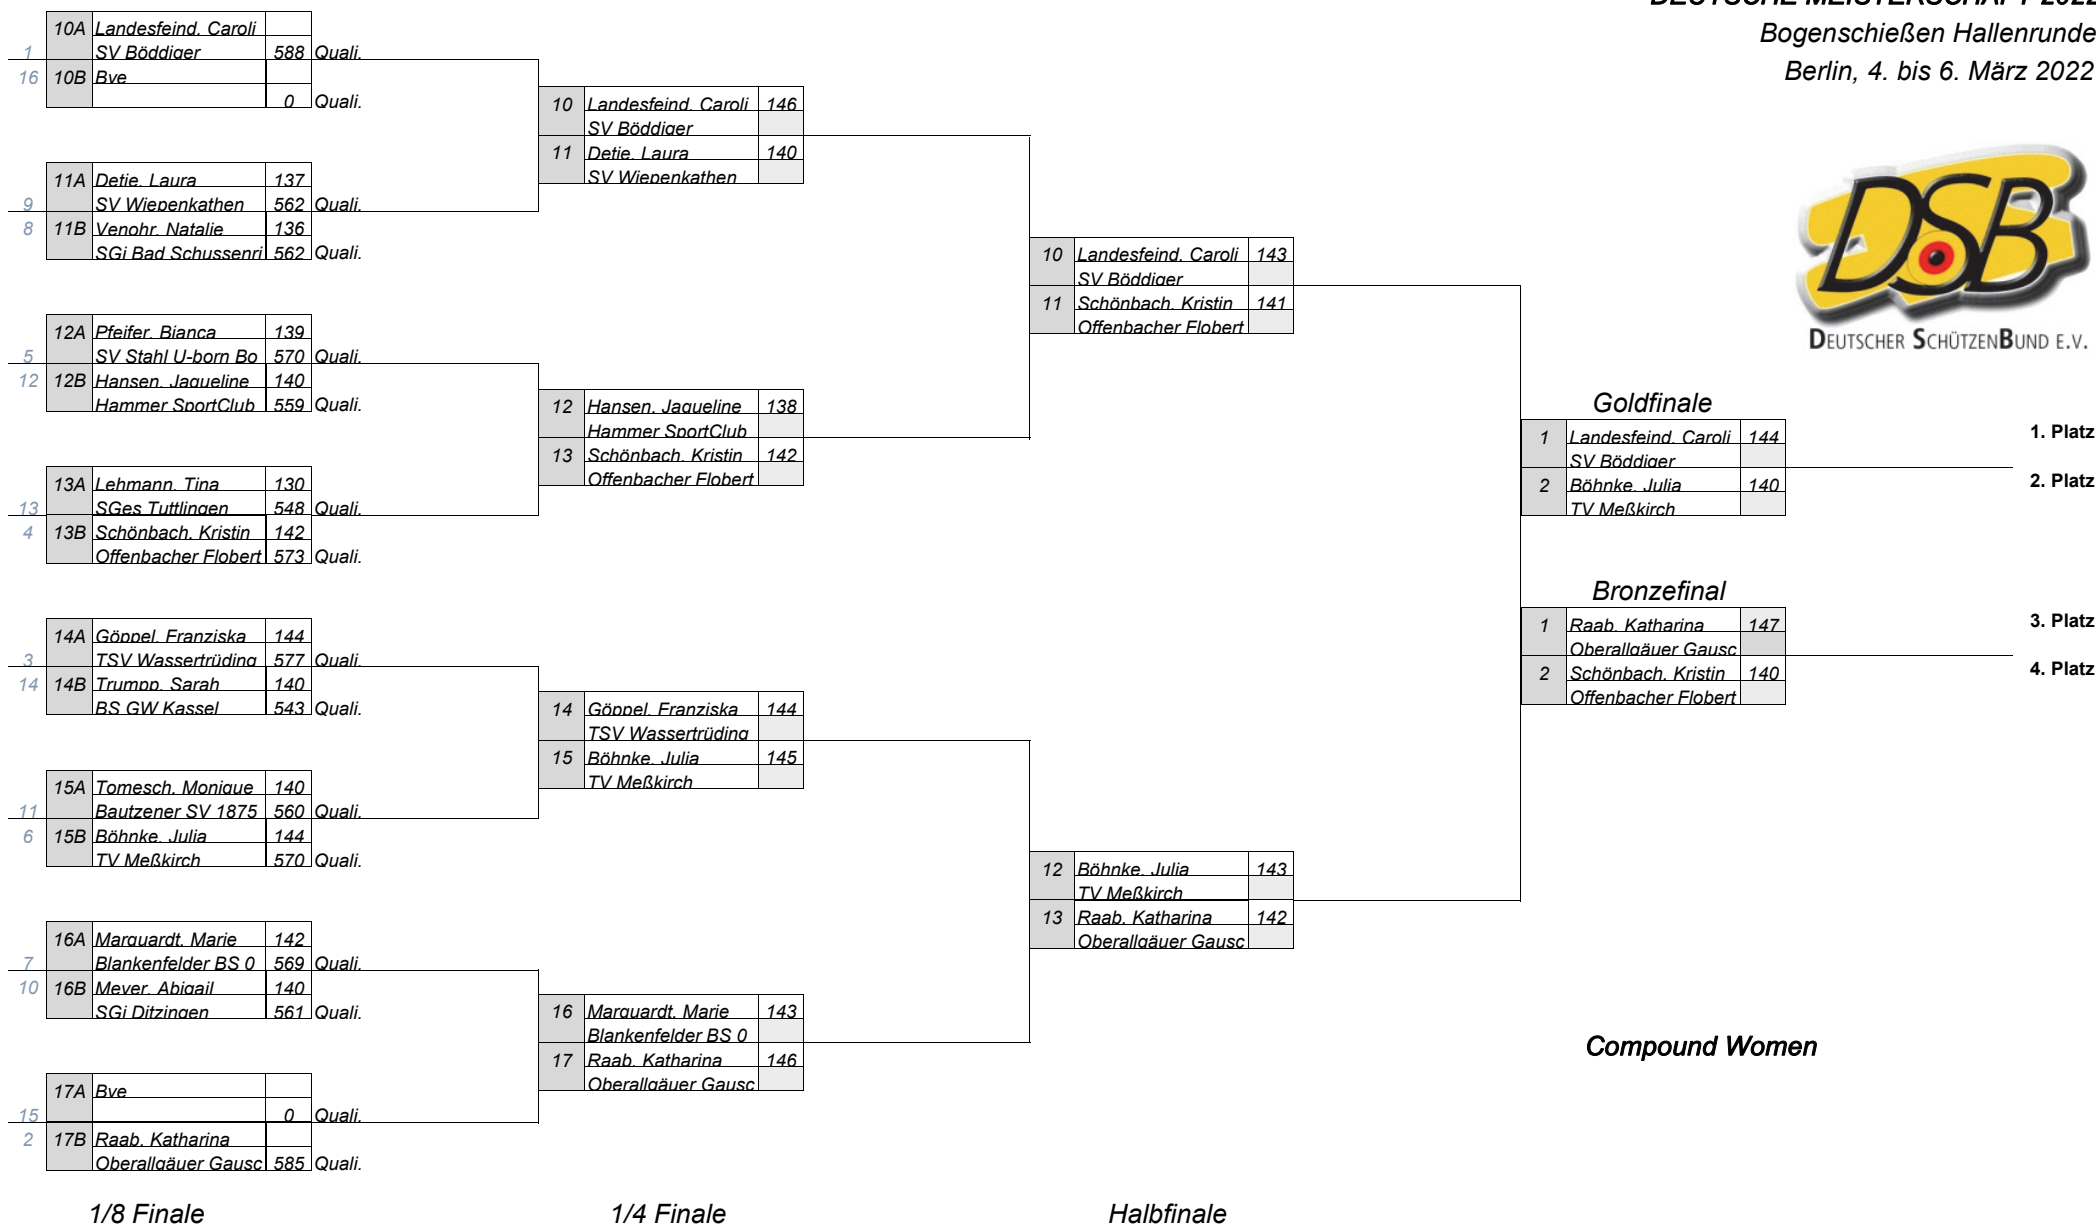 DEUTSCHE MEISTERSCHAFT 2022
Bogenschießen Hallenrunde
Berlin, 4. bis 6. März 2022
DSB
DEUTSCHER SCHÜTZENBUND E.V.
10A Landesfeind, Caroli
1 SV Böddiger 588 Quali.
16 10B Bye
0 Quali.
11A Detje, Laura 137
9 SV Wiepenkathen 562 Quali.
8 11B Venohr, Natalie 136
SGi Bad Schussenri 562 Quali.
12A Pfeifer, Bianca 139
5 SV Stahl U-born Bo 570 Quali.
12 12B Hansen, Jaqueline 140
Hammer SportClub 559 Quali.
13A Lehmann, Tina 130
13 SGes Tuttlingen 548 Quali.
4 13B Schönbach, Kristin 142
Offenbacher Flobert 573 Quali.
14A Göppel, Franziska 144
3 TSV Wassertrüding 577 Quali.
14 14B Trumpp, Sarah 140
BS GW Kassel 543 Quali.
15A Tomesch, Monique 140
11 Bautzener SV 1875 560 Quali.
6 15B Böhnke, Julia 144
TV Meßkirch 570 Quali.
16A Marquardt, Marie 142
7 Blankenfelder BS 0 569 Quali.
10 16B Meyer, Abigail 140
SGi Ditzingen 561 Quali.
17A Bye
15 0 Quali.
2 17B Raab, Katharina
Oberallgäuer Gausc 585 Quali.
1/8 Finale
10 Landesfeind, Caroli 146
SV Böddiger
11 Detje, Laura 140
SV Wiepenkathen
12 Hansen, Jaqueline 138
Hammer SportClub
13 Schönbach, Kristin 142
Offenbacher Flobert
14 Göppel, Franziska 144
TSV Wassertrüding
15 Böhnke, Julia 145
TV Meßkirch
16 Marquardt, Marie 143
Blankenfelder BS 0
17 Raab, Katharina 146
Oberallgäuer Gausc
1/4 Finale
10 Landesfeind, Caroli 143
SV Böddiger
11 Schönbach, Kristin 141
Offenbacher Flobert
12 Böhnke, Julia 143
TV Meßkirch
13 Raab, Katharina 142
Oberallgäuer Gausc
Halbfinale
Goldfinale
1 Landesfeind, Caroli 144 1. Platz
SV Böddiger
2 Böhnke, Julia 140 2. Platz
TV Meßkirch
Bronzefinal
1 Raab, Katharina 147 3. Platz
Oberallgäuer Gausc
2 Schönbach, Kristin 140 4. Platz
Offenbacher Flobert
Compound Women